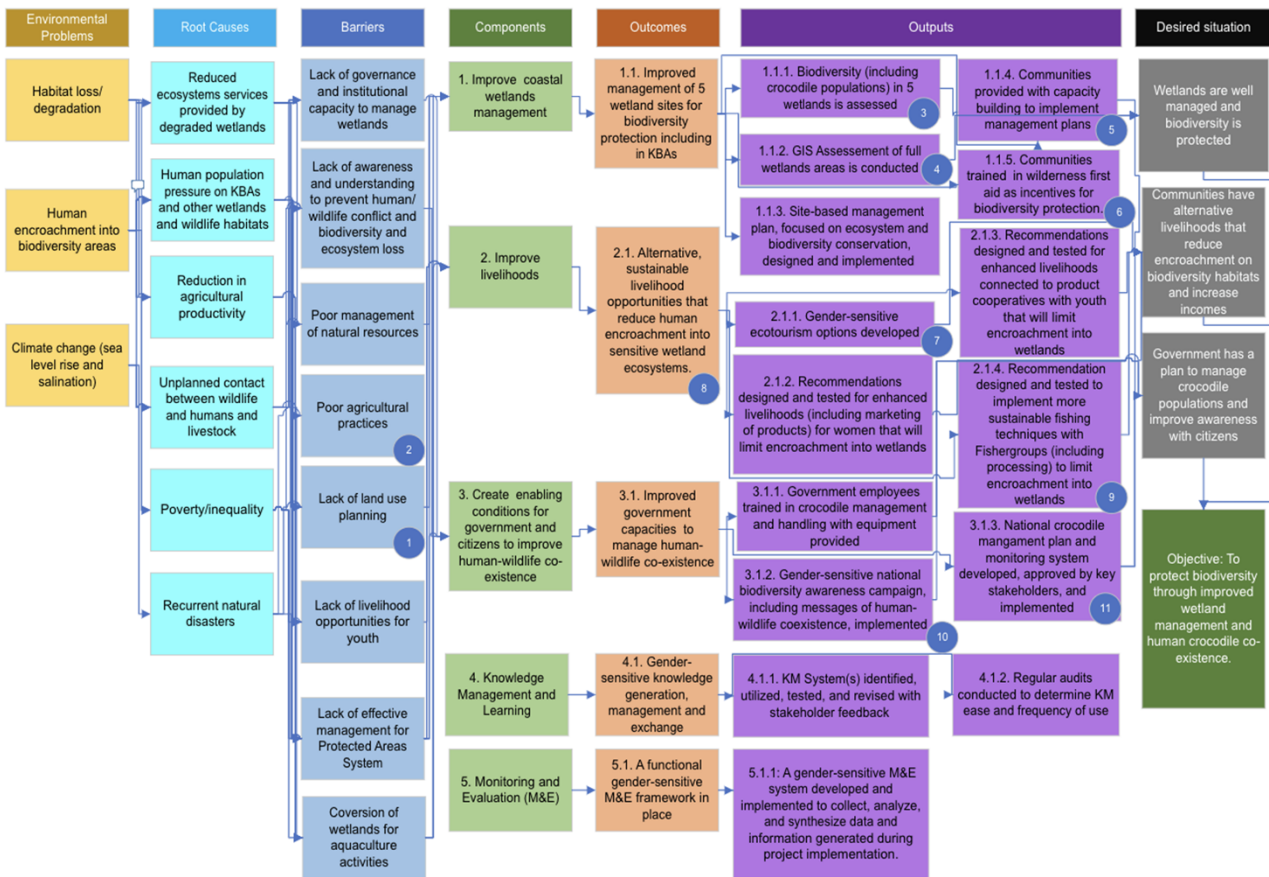 Environmental
Problems
Root Causes
Barriers
Components
Outcomes
Outputs
Desired situation
Habitat loss/
degradation
Human
encroachment into
biodiversity areas
Climate change (sea
level rise and
salination)
Reduced
ecosystems services
provided by
degraded wetlands
Human population
pressure on KBAs
and other wetlands
and wildlife habitats
Reduction in
agricultural
productivity
Unplanned contact
between wildlife
and humans and
livestock
Poverty/inequality
Recurrent natural
disasters
Lack of governance
and institutional
capacity to manage
wetlands
Lack of awareness
and understanding
to prevent human/
wildlife conflict and
biodiversity and
ecosystem loss
Poor management
of natural resources
Poor agricultural
practices
2
Lack of land use
planning
1
Lack of livelihood
opportunities for
youth
Lack of effective
management for
Protected Areas
System
Coversion of
wetlands for
aquaculture
activities
1. Improve coastal
wetlands
management
2. Improve
livelihoods
3. Create enabling
conditions for
government and
citizens to improve
human-wildlife co-
existence
4. Knowledge
Management and
Learning
5. Monitoring and
Evaluation (M&E)
1.1. Improved
management of 5
wetland sites for
biodiversity
protection including
in KBAs
2.1. Alternative,
sustainable
livelihood
opportunities that
reduce human
encroachment into
sensitive wetland
ecosystems.
8
3.1. Improved
government
capacities to
manage human-
wildlife co-existence
4.1. Gender-
sensitive knowledge
generation,
management and
exchange
5.1. A functional
gender-sensitive
M&E framework in
place
1.1.1. Biodiversity (including
crocodile populations) in 5
wetlands is assessed
3
1.1.2. GIS Assessement of full
wetlands areas is conducted
4
1.1.3. Site-based management
plan, focused on ecosystem and
biodiversity conservation,
designed and implemented
2.1.1. Gender-sensitive
ecotourism options developed
7
2.1.2. Recommendations
designed and tested for enhanced
livelihoods (including marketing
of products) for women that will
limit encroachment into wetlands
3.1.1. Government employees
trained in crocodile management
and handling with equipment
provided
3.1.2. Gender-sensitive national
biodiversity awareness campaign,
including messages of human-
wildlife coexistence, implemented
10
4.1.1. KM System(s) identified,
utilized, tested, and revised with
stakeholder feedback
5.1.1: A gender-sensitive M&E
system developed and
implemented to collect, analyze,
and synthesize data and
information generated during
project implementation.
1.1.4. Communities
provided with capacity
building to implement
management plans
5
1.1.5. Communities
trained in wilderness first
aid as incentives for
biodiversity protection.
6
2.1.3. Recommendations
designed and tested for
enhanced livelihoods
connected to product
cooperatives with youth
that will limit
encroachment into
wetlands
2.1.4. Recommendation
designed and tested to
implement more
sustainable fishing
techniques with
Fishergroups (including
processing) to limit
encroachment into
wetlands
9
3.1.3. National crocodile
mangament plan and
monitoring system
developed, approved by key
stakeholders, and
implemented
11
4.1.2. Regular audits
conducted to determine KM
ease and frequency of use
Wetlands are well
managed and
biodiversity is
protected
Communities have
alternative
livelihoods that
reduce
encroachment on
biodiversity habitats
and increase
incomes
Government has a
plan to manage
crocodile
populations and
improve awareness
with citizens
Objective: To
protect biodiversity
through improved
wetland
management and
human crocodile co-
existence.